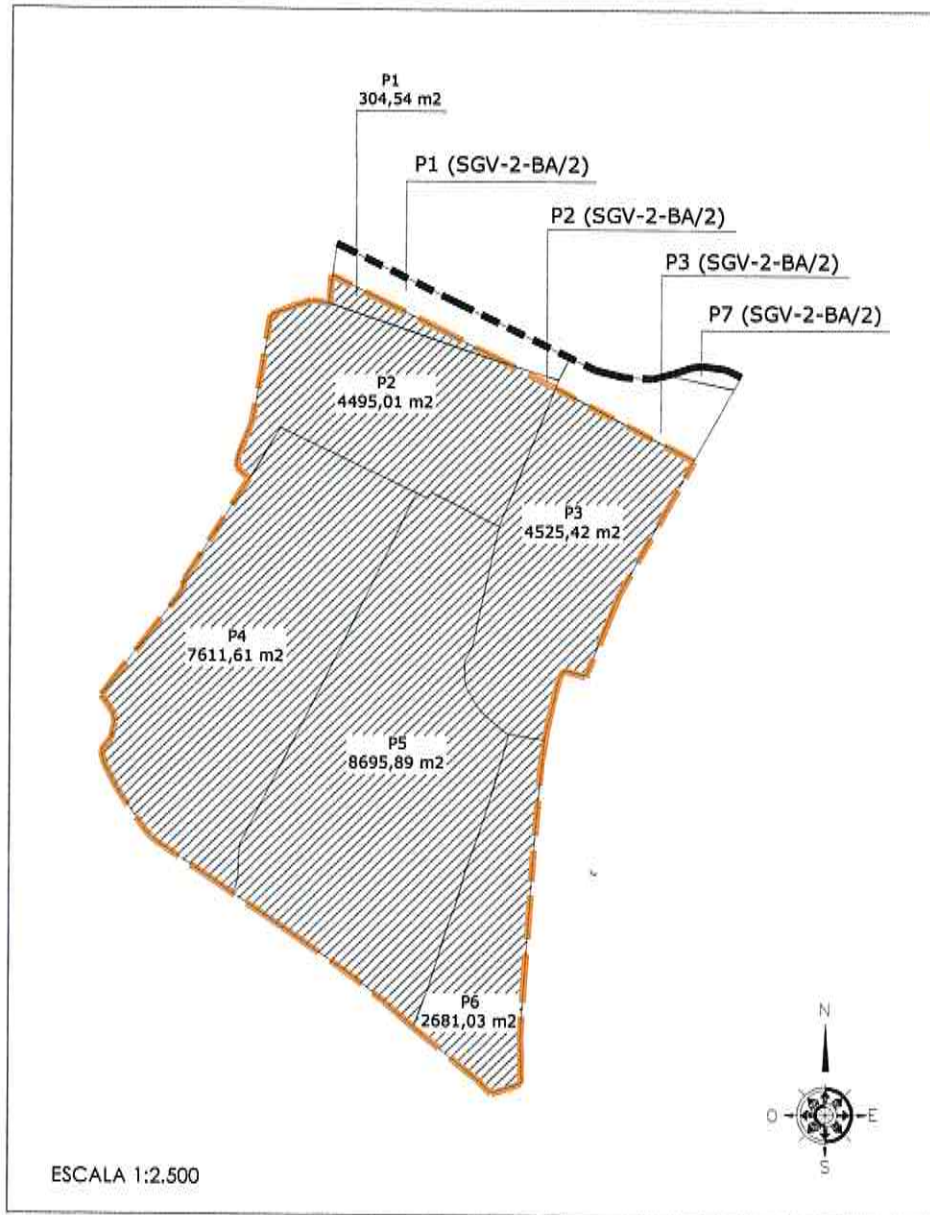 P1
304,54 m2
P1 (SGV-2-BA/2)
P2 (SGV-2-BA/2)
P3 (SGV-2-BA/2)
P7 (SGV-2-BA/2)
P2
4495,01 m2
P3
4525,42 m2
P4
7611,61 m2
P5
8695,89 m2
P6
2681,03 m2
N
O
E
S
ESCALA 1:2.500